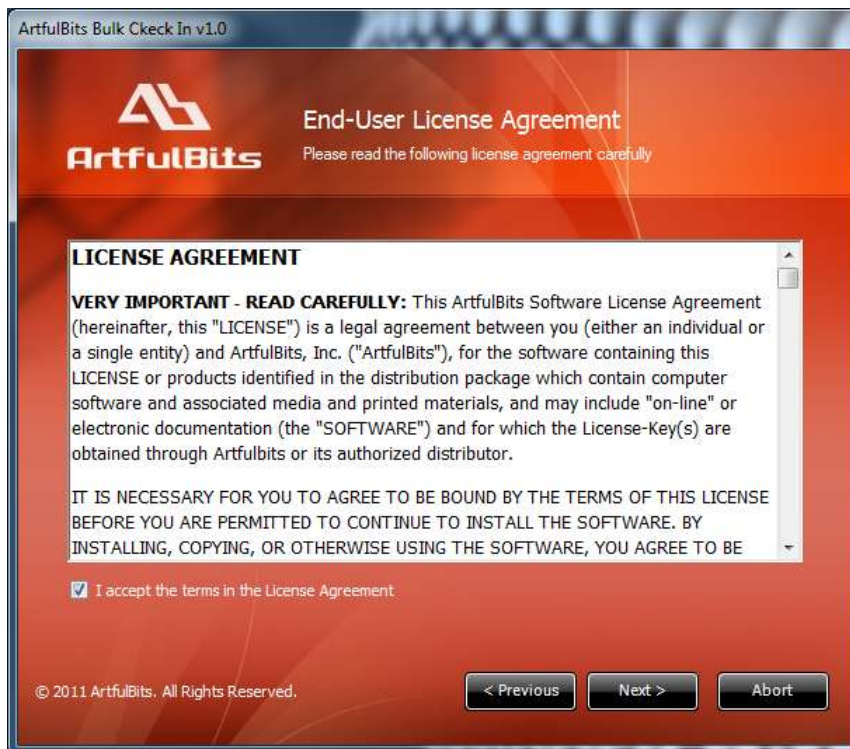 ArtfulBits Bulk Ckeck In v1.0
ArtfulBits
End-User License Agreement
Please read the following license agreement carefully
LICENSE AGREEMENT
VERY IMPORTANT - READ CAREFULLY: This ArtfulBits Software License Agreement
(hereinafter, this "LICENSE") is a legal agreement between you (either an individual or
a single entity) and ArtfulBits, Inc. ("ArtfulBits"), for the software containing this
LICENSE or products identified in the distribution package which contain computer
software and associated media and printed materials, and may include "on-line" or
electronic documentation (the "SOFTWARE") and for which the License-Key(s) are
obtained through Artfulbits or its authorized distributor.
IT IS NECESSARY FOR YOU TO AGREE TO BE BOUND BY THE TERMS OF THIS LICENSE
BEFORE YOU ARE PERMITTED TO CONTINUE TO INSTALL THE SOFTWARE. BY
INSTALLING, COPYING, OR OTHERWISE USING THE SOFTWARE, YOU AGREE TO BE
I accept the terms in the License Agreement
© 2011 ArtfulBits. All Rights Reserved.
< Previous
Next >
Abort